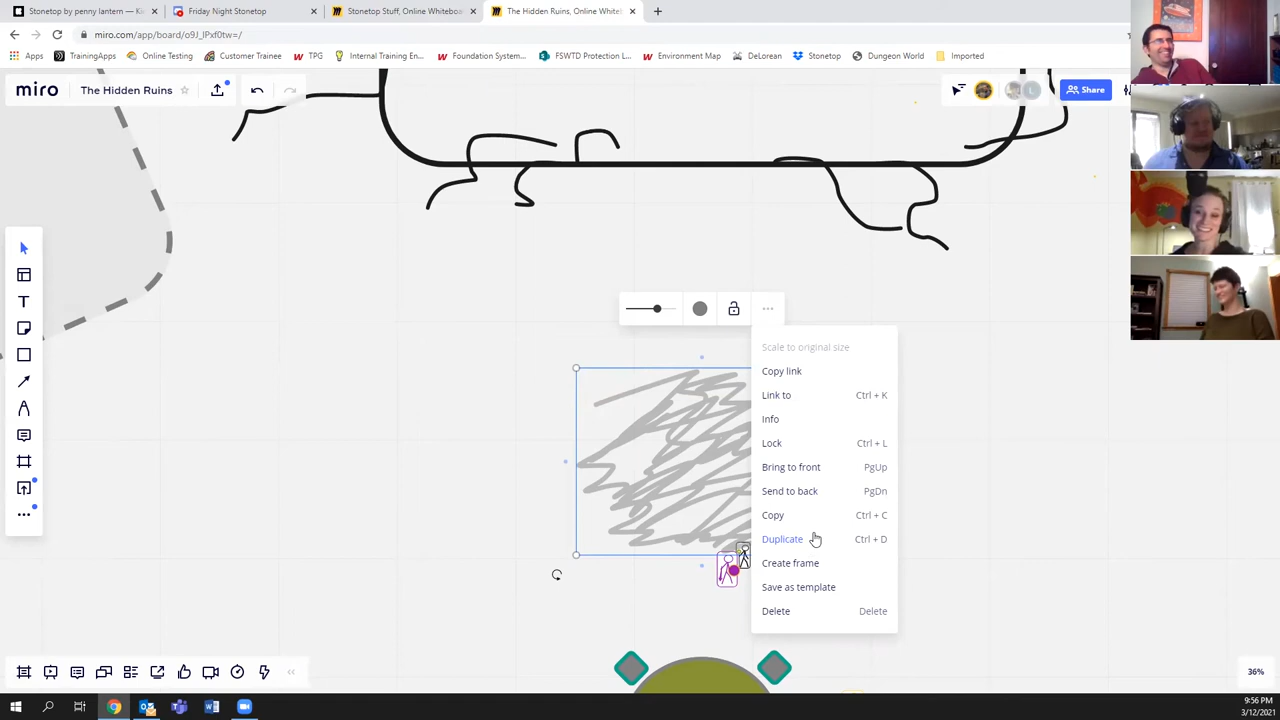 Stonetop by penny lantern — Ki
Friday Night Stonetop
Stonetop Stuff, Online Whiteboa
The Hidden Ruins, Online Whiteb
miro.com/app/board/o9J_lPxf0tw=/
Apps
TrainingApps
Online Testing
Customer Trainee
TPG
Internal Training En...
Foundation System...
FSWTD Protection L...
Environment Map
DeLorean
Stonetop
Dungeon World
Imported
miro
The Hidden Ruins
L
Share
T
Scale to original size
Copy link
Link to Ctrl + K
Info
Lock Ctrl + L
Bring to front PgUp
Send to back PgDn
Copy Ctrl + C
Duplicate Ctrl + D
Create frame
Save as template
Delete Delete
36%
9:56 PM
3/12/2021